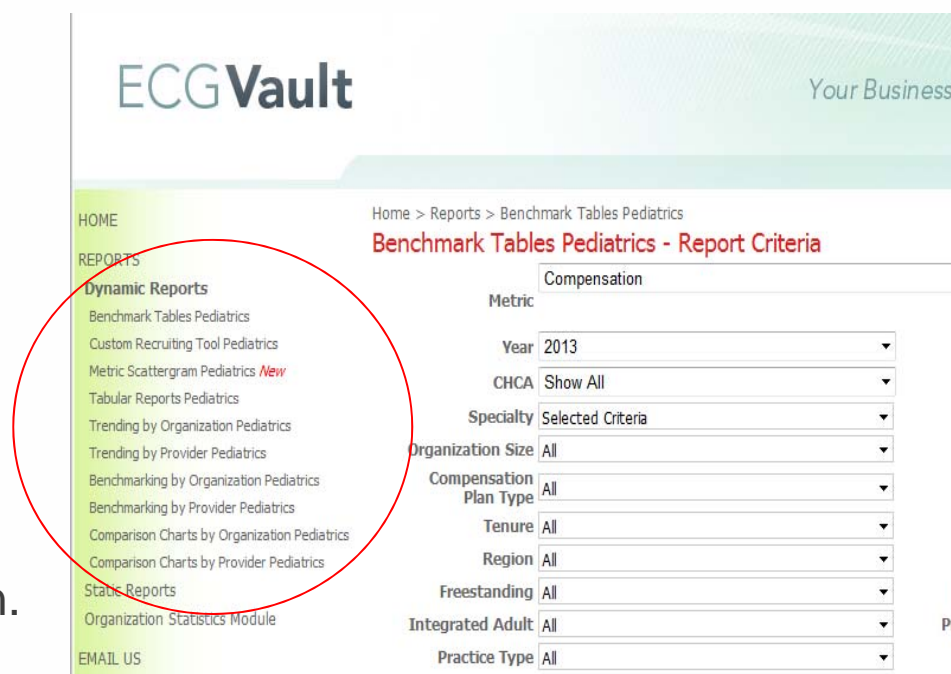 ECGVault
Your Business
HOME
REPORTS
Dynamic Reports
Benchmark Tables Pediatrics
Custom Recruiting Tool Pediatrics
Metric Scattergram Pediatrics New
Tabular Reports Pediatrics
Trending by Organization Pediatrics
Trending by Provider Pediatrics
Benchmarking by Organization Pediatrics
Benchmarking by Provider Pediatrics
Comparison Charts by Organization Pediatrics
Comparison Charts by Provider Pediatrics
Static Reports
Organization Statistics Module
EMAIL US
Home > Reports > Benchmark Tables Pediatrics
Benchmark Tables Pediatrics - Report Criteria
Metric Compensation
Year 2013
CHCA Show All
Specialty Selected Criteria
Organization Size All
Compensation
Plan Type All
Tenure All
Region All
Freestanding All
Integrated Adult All
Practice Type All